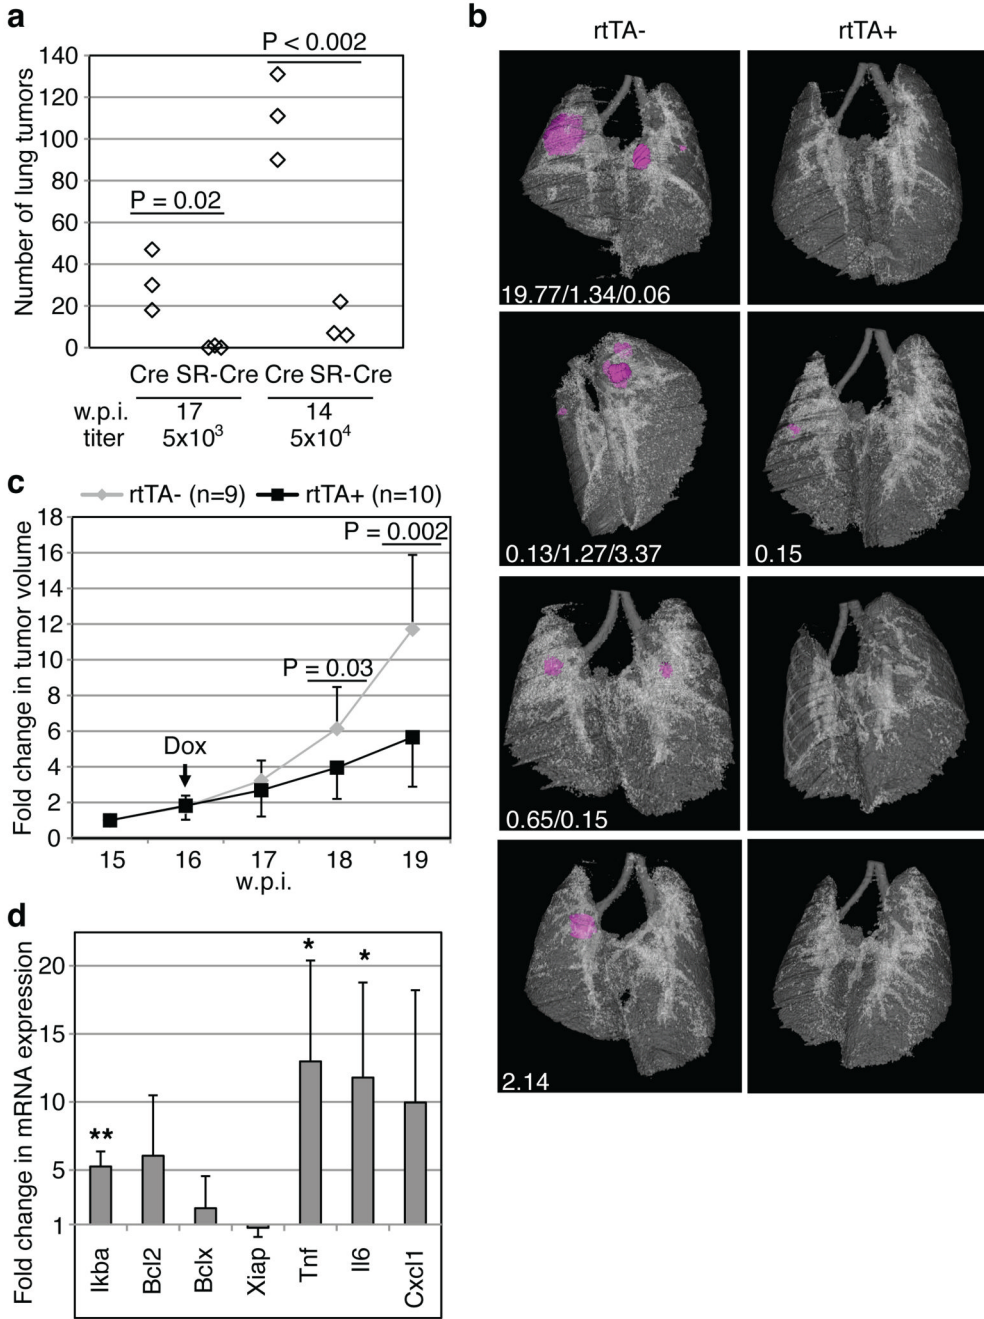 a
P < 0.002
140
120
100
80
60
40
20
0
Number of lung tumors
P = 0.02
Cre SR-Cre Cre SR-Cre
w.p.i. 17 14
titer 5x10³ 5x10⁴
b
rtTA- rtTA+
19.77/1.34/0.06
0.13/1.27/3.37
0.15
0.65/0.15
2.14
c
rtTA- (n=9) rtTA+ (n=10)
18
16
14
12
10
8
6
4
2
0
Fold change in tumor volume
P = 0.002
P = 0.03
Dox
15 16 17 18 19
w.p.i.
d
20
15
10
5
1
Fold change in mRNA expression
** * *
Ikba
Bcl2
Bclx
Xiap
Tnf
Il6
Cxcl1